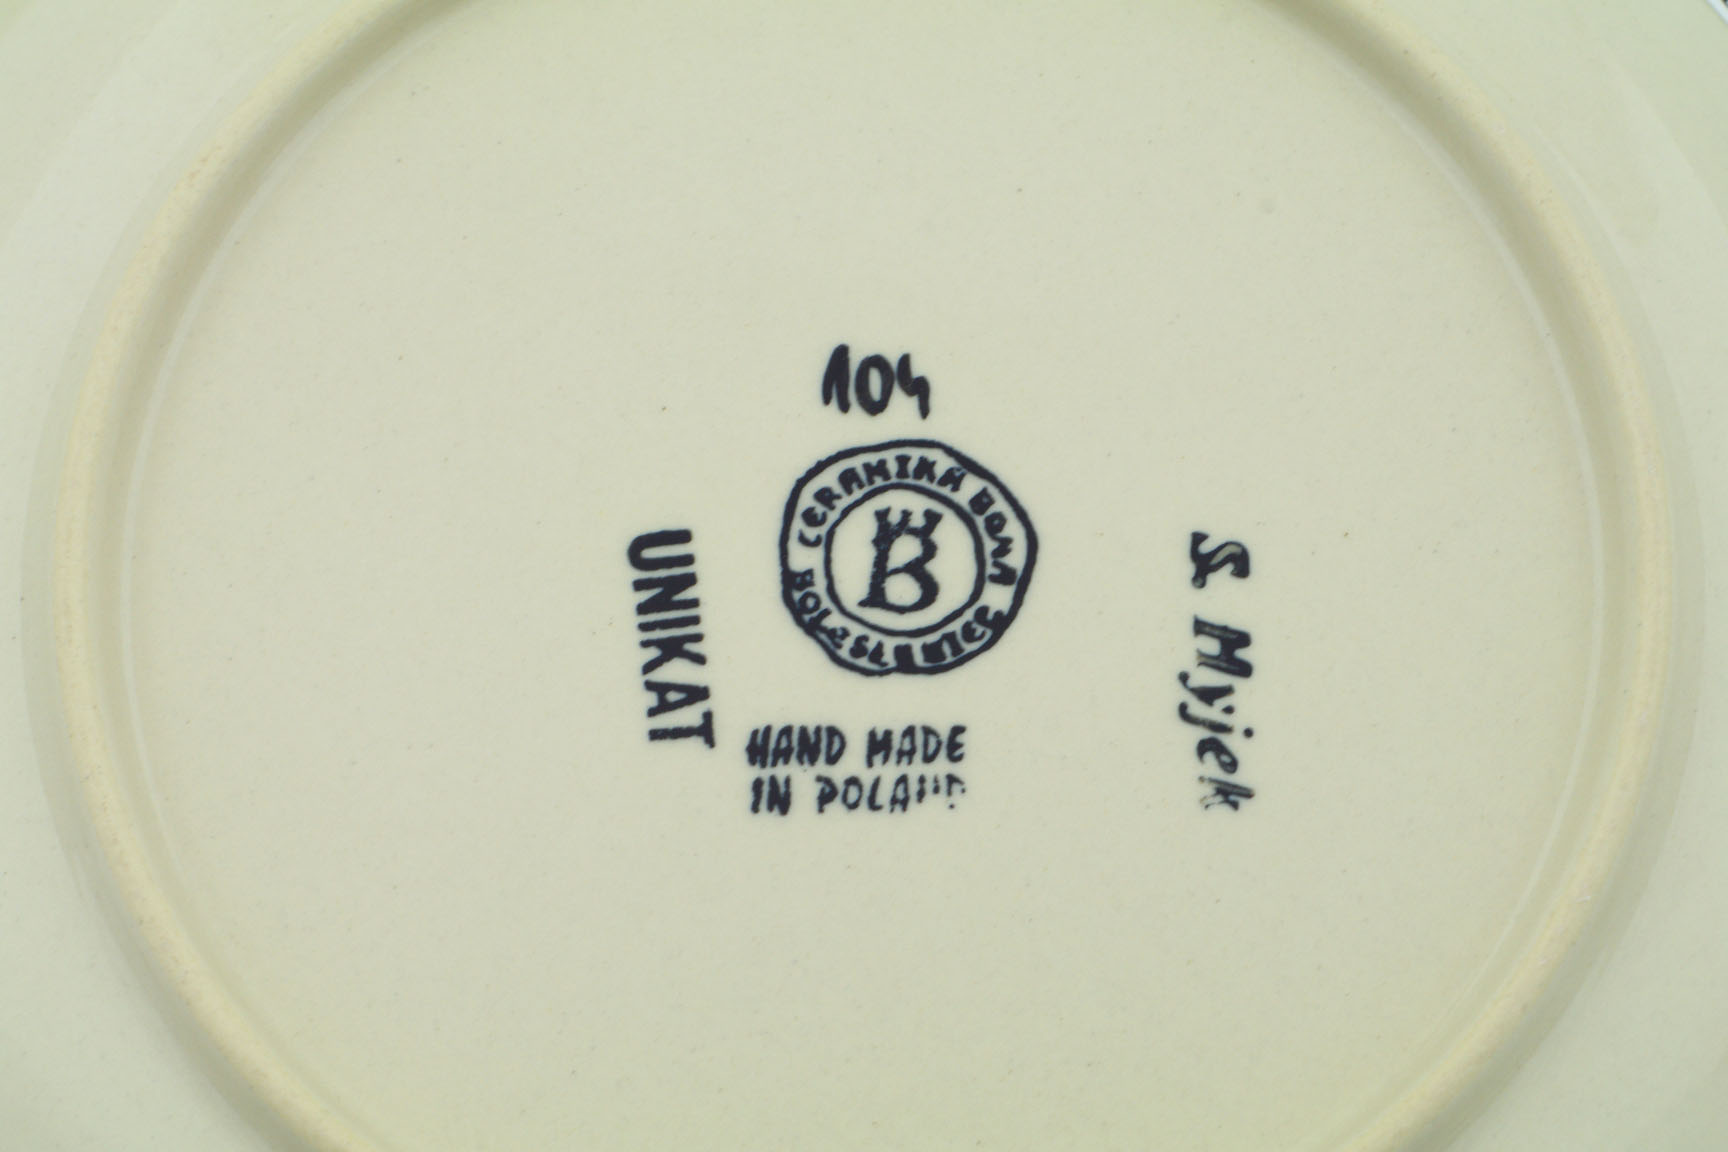 104
CERAMIKA BONA
BOLESŁAWIEC
B
UNIKAT
S. Myjek
HAND MADE
IN POLAND